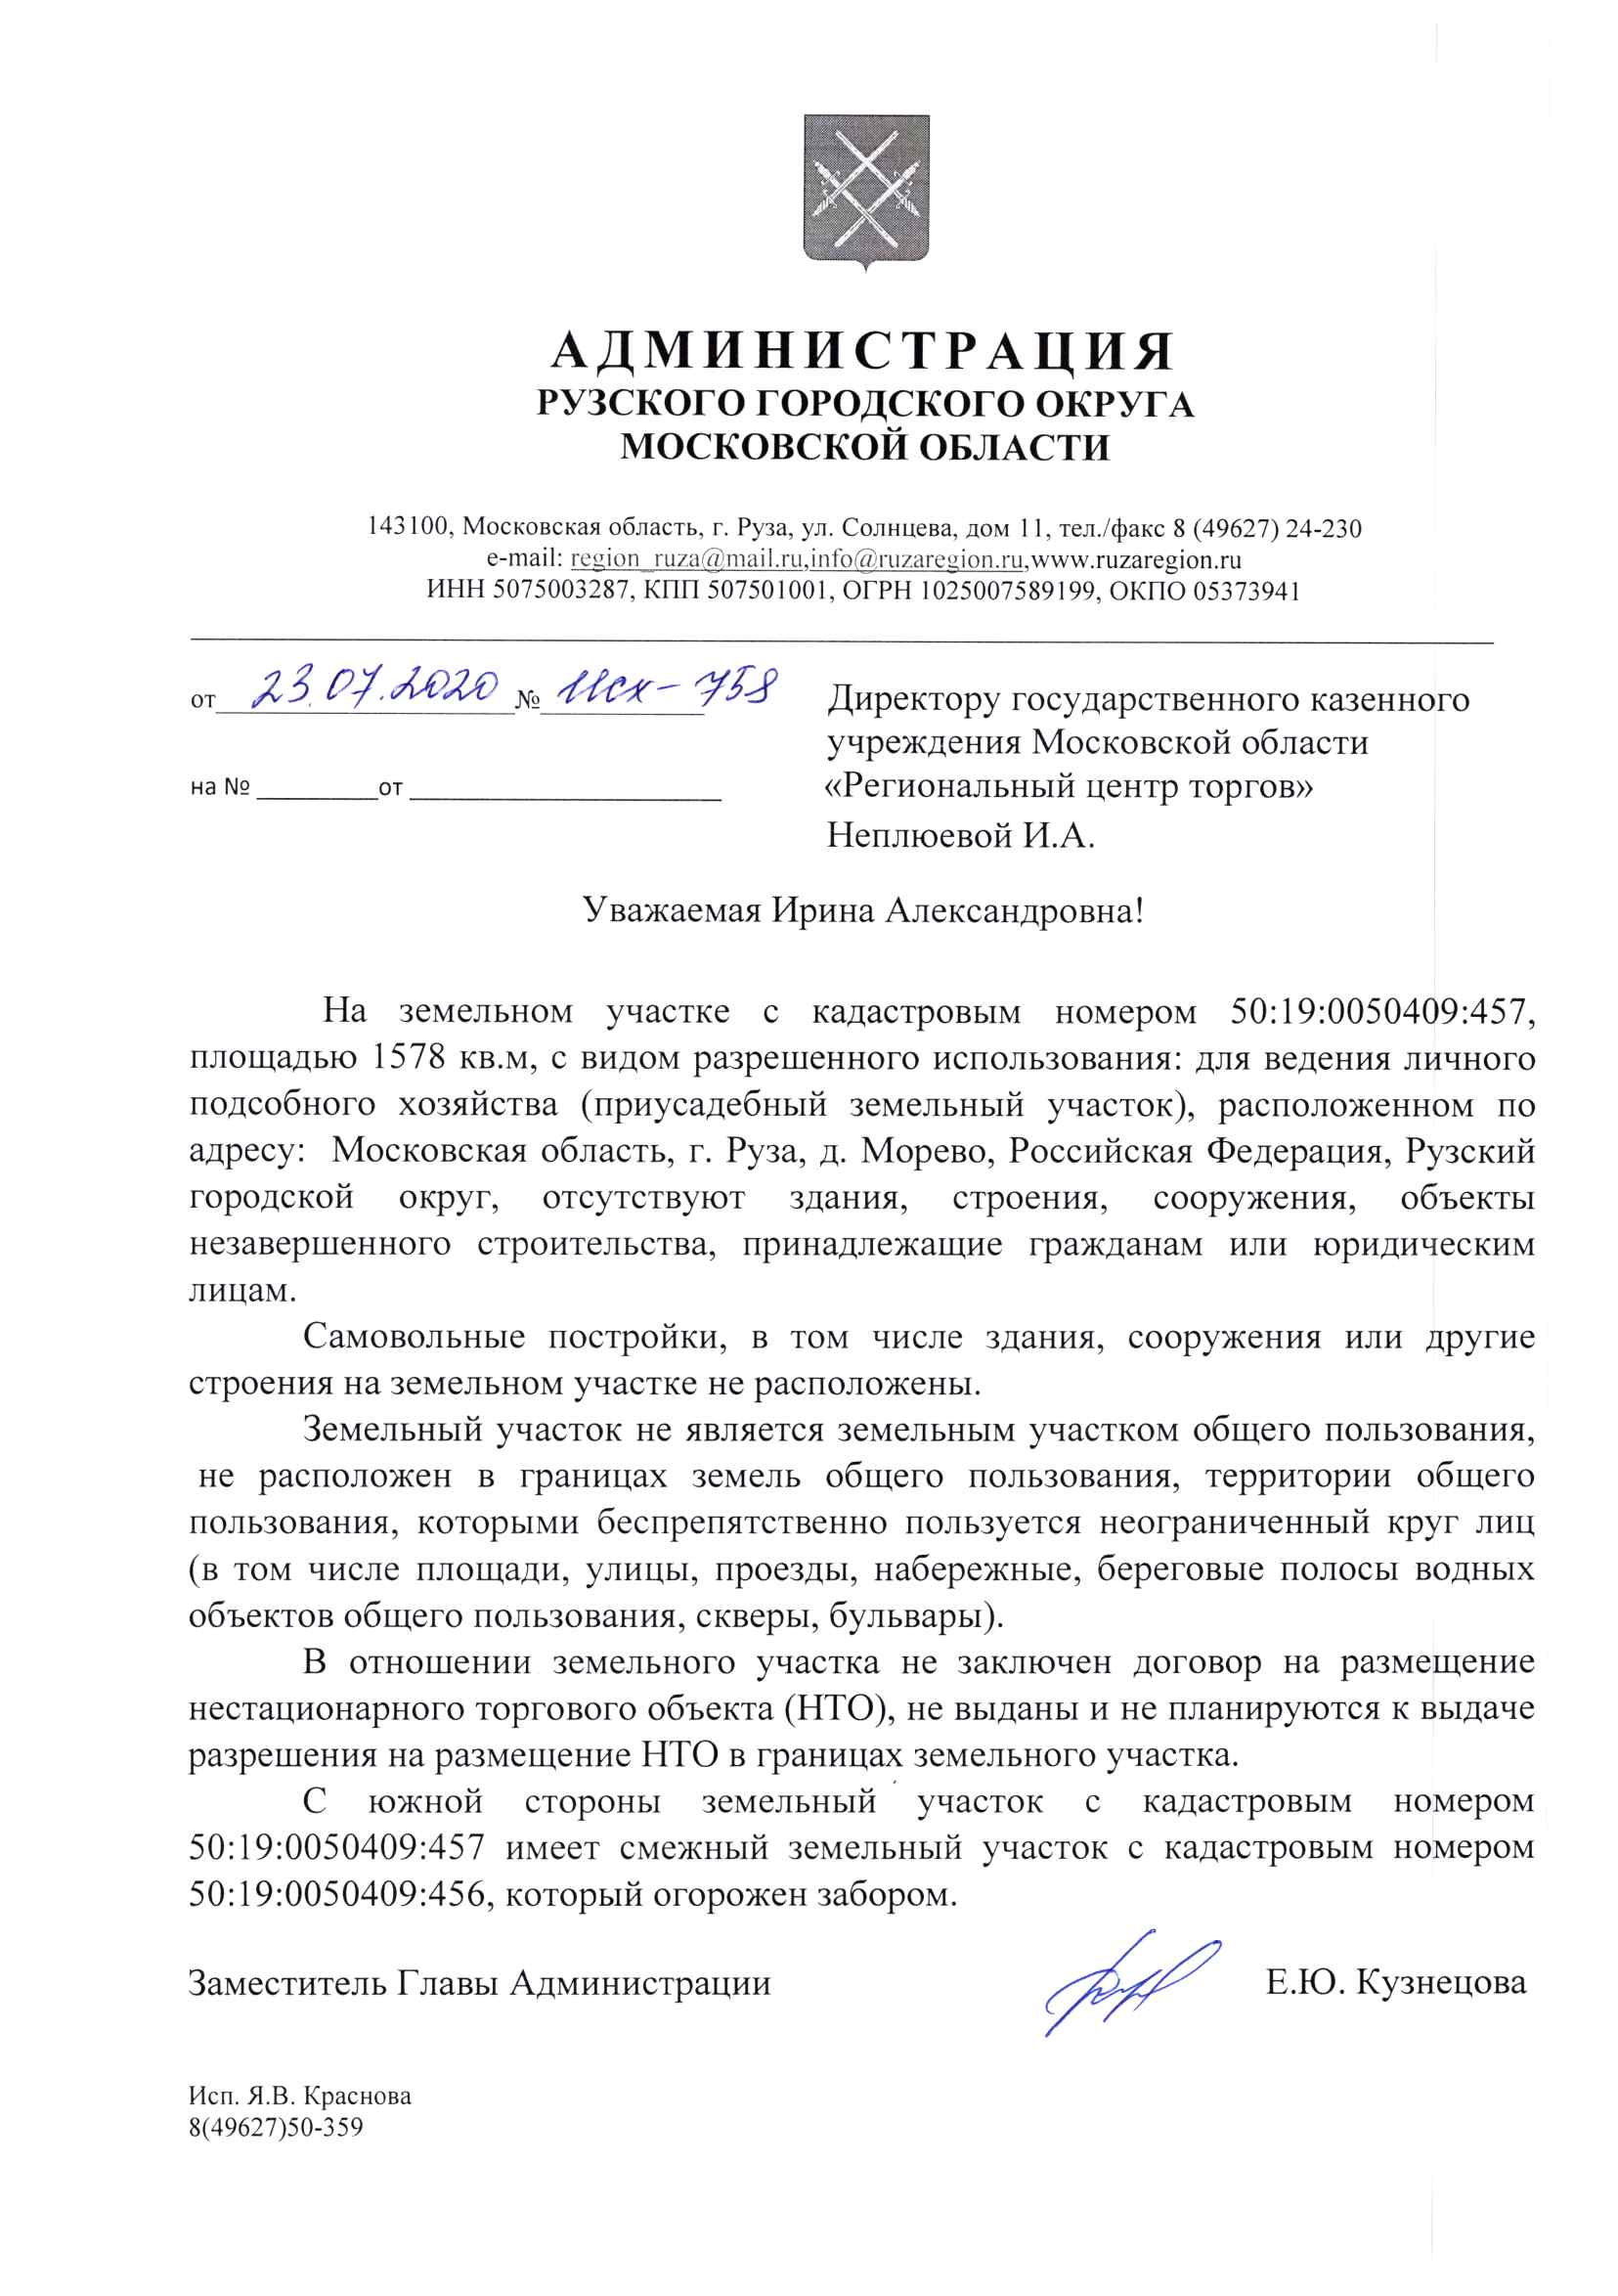 АДМИНИСТРАЦИЯ
РУЗСКОГО ГОРОДСКОГО ОКРУГА
МОСКОВСКОЙ ОБЛАСТИ
143100, Московская область, г. Руза, ул. Солнцева, дом 11, тел./факс 8 (49627) 24-230
e-mail: region_ruza@mail.ru,info@ruzaregion.ru,www.ruzaregion.ru
ИНН 5075003287, КПП 507501001, ОГРН 1025007589199, ОКПО 05373941
от 23.07.2020 № Исх-758
на № ________ от ________
Директору государственного казенного
учреждения Московской области
«Региональный центр торгов»
Неплюевой И.А.
Уважаемая Ирина Александровна!
На земельном участке с кадастровым номером 50:19:0050409:457,
площадью 1578 кв.м, с видом разрешенного использования: для ведения личного
подсобного хозяйства (приусадебный земельный участок), расположенном по
адресу: Московская область, г. Руза, д. Морево, Российская Федерация, Рузский
городской округ, отсутствуют здания, строения, сооружения, объекты
незавершенного строительства, принадлежащие гражданам или юридическим
лицам.
Самовольные постройки, в том числе здания, сооружения или другие
строения на земельном участке не расположены.
Земельный участок не является земельным участком общего пользования,
не расположен в границах земель общего пользования, территории общего
пользования, которыми беспрепятственно пользуется неограниченный круг лиц
(в том числе площади, улицы, проезды, набережные, береговые полосы водных
объектов общего пользования, скверы, бульвары).
В отношении земельного участка не заключен договор на размещение
нестационарного торгового объекта (НТО), не выданы и не планируются к выдаче
разрешения на размещение НТО в границах земельного участка.
С южной стороны земельный участок с кадастровым номером
50:19:0050409:457 имеет смежный земельный участок с кадастровым номером
50:19:0050409:456, который огорожен забором.
Заместитель Главы Администрации Е.Ю. Кузнецова
Исп. Я.В. Краснова
8(49627)50-359